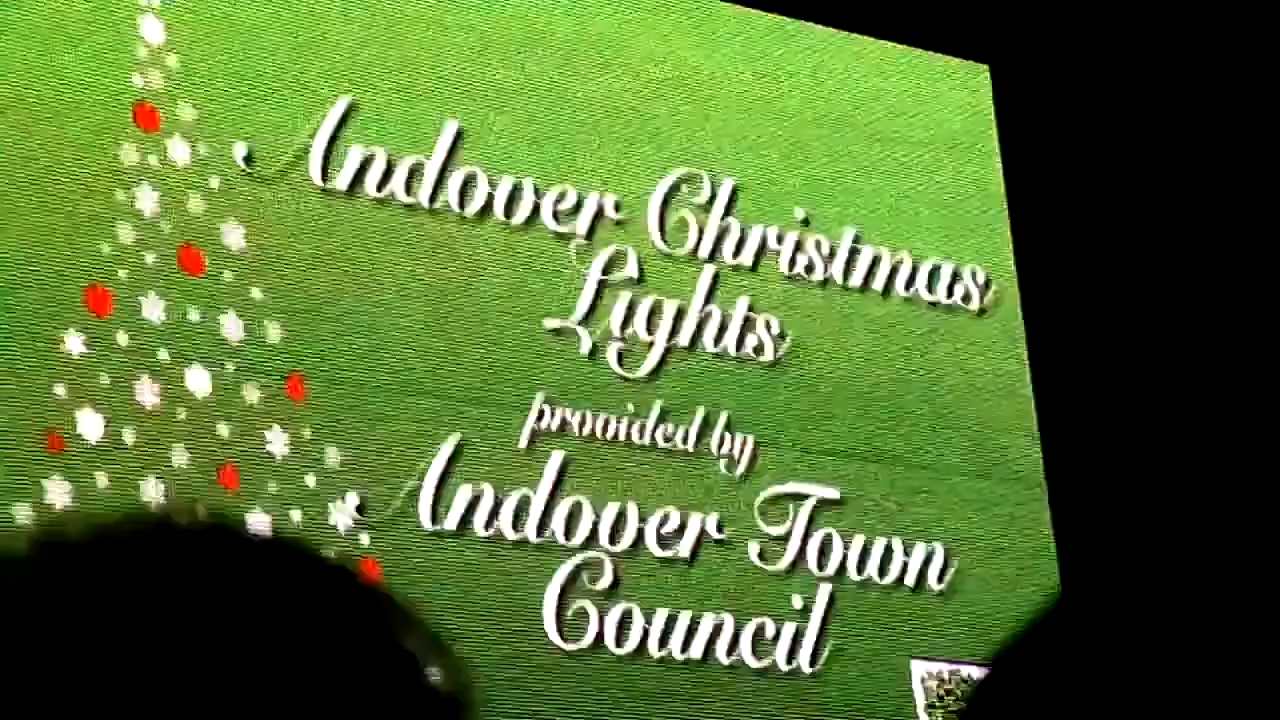 Andover Christmas
Lights
provided by
Andover Town
Council